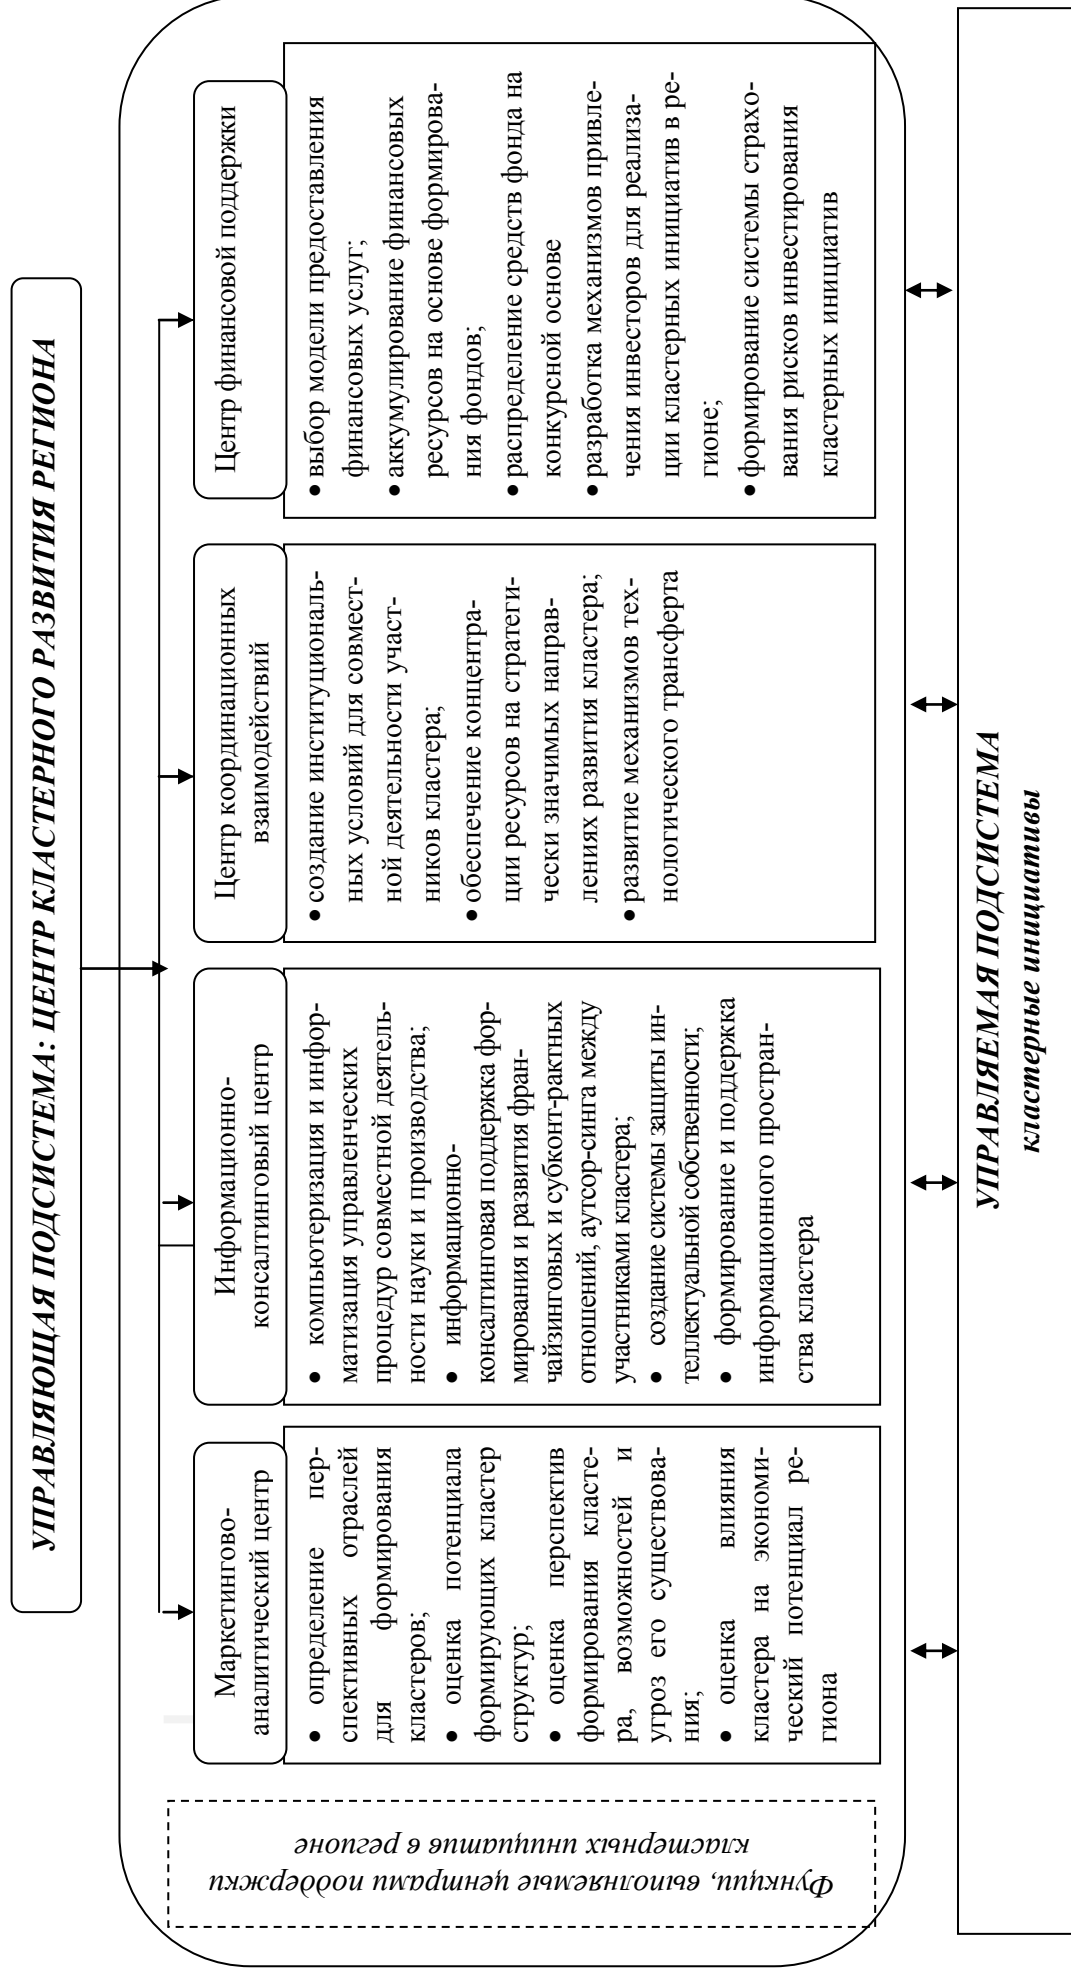 УПРАВЛЯЮЩАЯ ПОДСИСТЕМА: ЦЕНТР КЛАСТЕРНОГО РАЗВИТИЯ РЕГИОНА
Функции, выполняемые центрами поддержки
кластерных инициатив в регионе
Маркетингово-
аналитический центр
• определение пер-
спективных отраслей
для формирования
кластеров;
• оценка потенциала
формирующих кластер
структур;
• оценка перспектив
формирования класте-
ра, возможностей и
угроз его существова-
ния;
• оценка влияния
кластера на экономи-
ческий потенциал ре-
гиона
Информационно-
консалтинговый центр
• компьютеризация и инфор-
матизация управленческих
процедур совместной деятель-
ности науки и производства;
• информационно-
консалтинговая поддержка фор-
мирования и развития фран-
чайзинговых и субконт-рактных
отношений, аутсор-синга между
участниками кластера;
• создание системы защиты ин-
теллектуальной собственности;
• формирование и поддержка
информационного простран-
ства кластера
Центр координационных
взаимодействий
• создание институциональ-
ных условий для совмест-
ной деятельности участ-
ников кластера;
• обеспечение концентра-
ции ресурсов на стратеги-
чески значимых направ-
лениях развития кластера;
• развитие механизмов тех-
нологического трансферта
Центр финансовой поддержки
• выбор модели предоставления
финансовых услуг;
• аккумулирование финансовых
ресурсов на основе формирова-
ния фондов;
• распределение средств фонда на
конкурсной основе
• разработка механизмов привле-
чения инвесторов для реализа-
ции кластерных инициатив в ре-
гионе;
• формирование системы страхо-
вания рисков инвестирования
кластерных инициатив
УПРАВЛЯЕМАЯ ПОДСИСТЕМА
кластерные инициативы